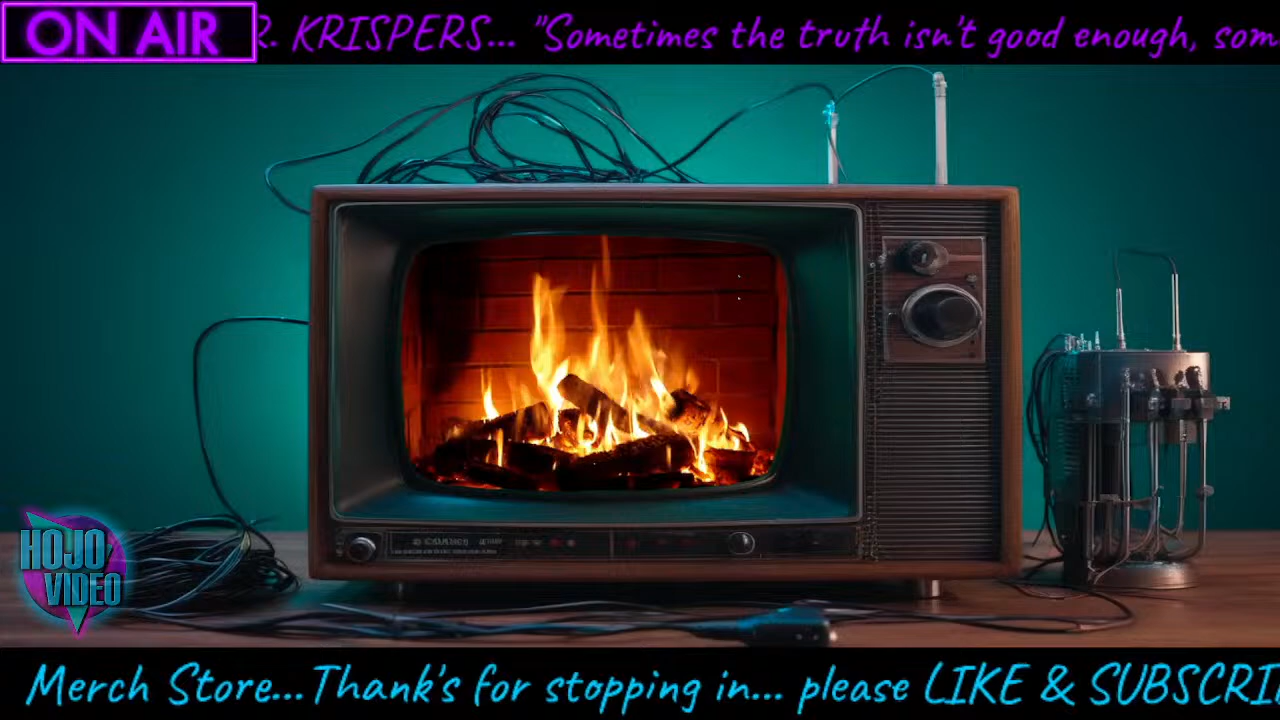 ON AIR
R. KRISPERS... "Sometimes the truth isn't good enough, som
HOJO
VIDEO
Merch Store...Thank's for stopping in... please LIKE & SUBSCRI